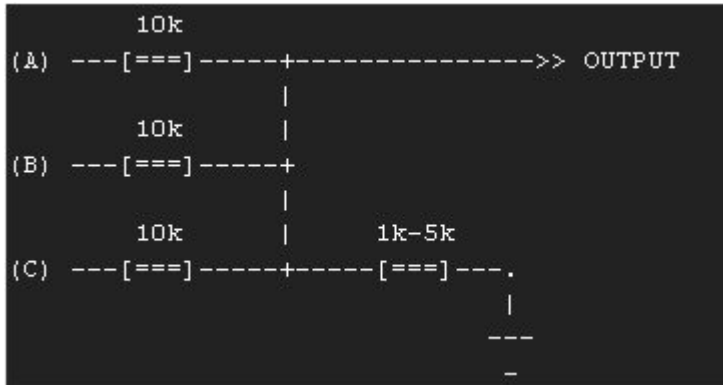 10k
(A) ---[===]-----+--------------->> OUTPUT
|
10k |
(B) ---[===]-----+
|
10k | 1k-5k
(C) ---[===]-----+-----[===]---.
|
---
-